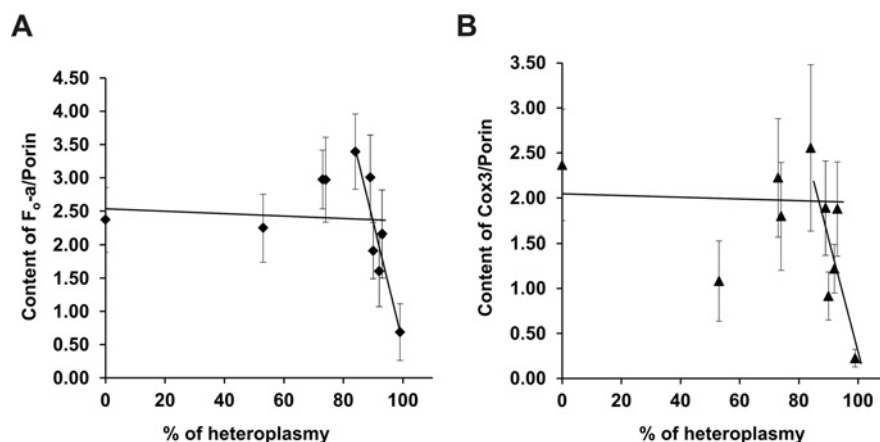 A
Content of Fo-a/Porin
4.50
4.00
3.50
3.00
2.50
2.00
1.50
1.00
0.50
0.00
0 20 40 60 80 100
% of heteroplasmy
B
Content of Cox3/Porin
3.50
3.00
2.50
2.00
1.50
1.00
0.50
0.00
0 20 40 60 80 100
% of heteroplasmy